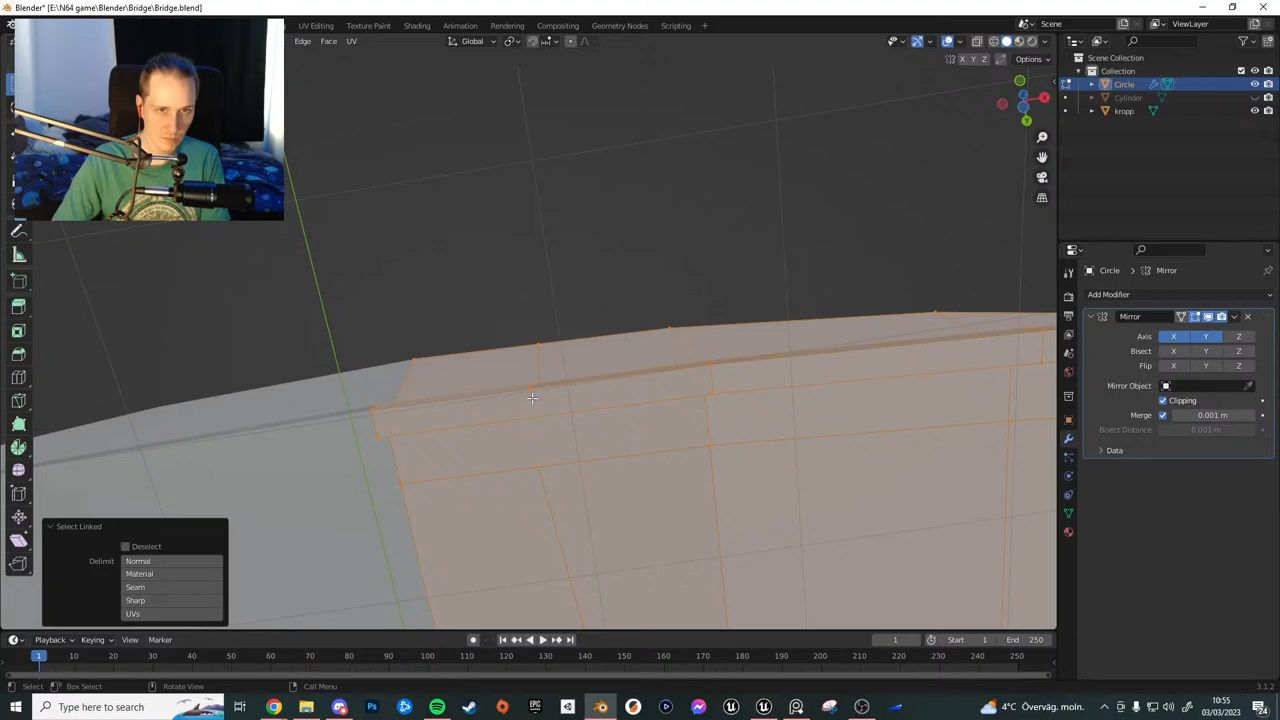 Blender* [E:\N64 game\Blender\Bridge\Bridge.blend]
UV Editing Texture Paint Shading Animation Rendering Compositing Geometry Nodes Scripting +
Scene ViewLayer
Edge Face UV Global
X Y Z Options
Scene Collection
Collection
Circle
Cylinder
kropp
X
Y
Z
Circle > Mirror
Add Modifier
Mirror
Axis X Y Z
Bisect X Y Z
Flip X Y Z
Mirror Object
Clipping
Merge 0.001 m
Bisect Distance 0.001 m
Data
Select Linked
Deselect
Delimit Normal
Material
Seam
Sharp
UVs
Playback Keying View Marker
1 Start 1 End 250
1 10 20 30 40 50 60 70 80 90 100 110 120 130 140 150 160 170 180 190 200 210 220 230 240 250
Select Box Select Rotate View Call Menu
3.1.2
Type here to search
4°C Överväg. moln.
10:55
03/03/2023